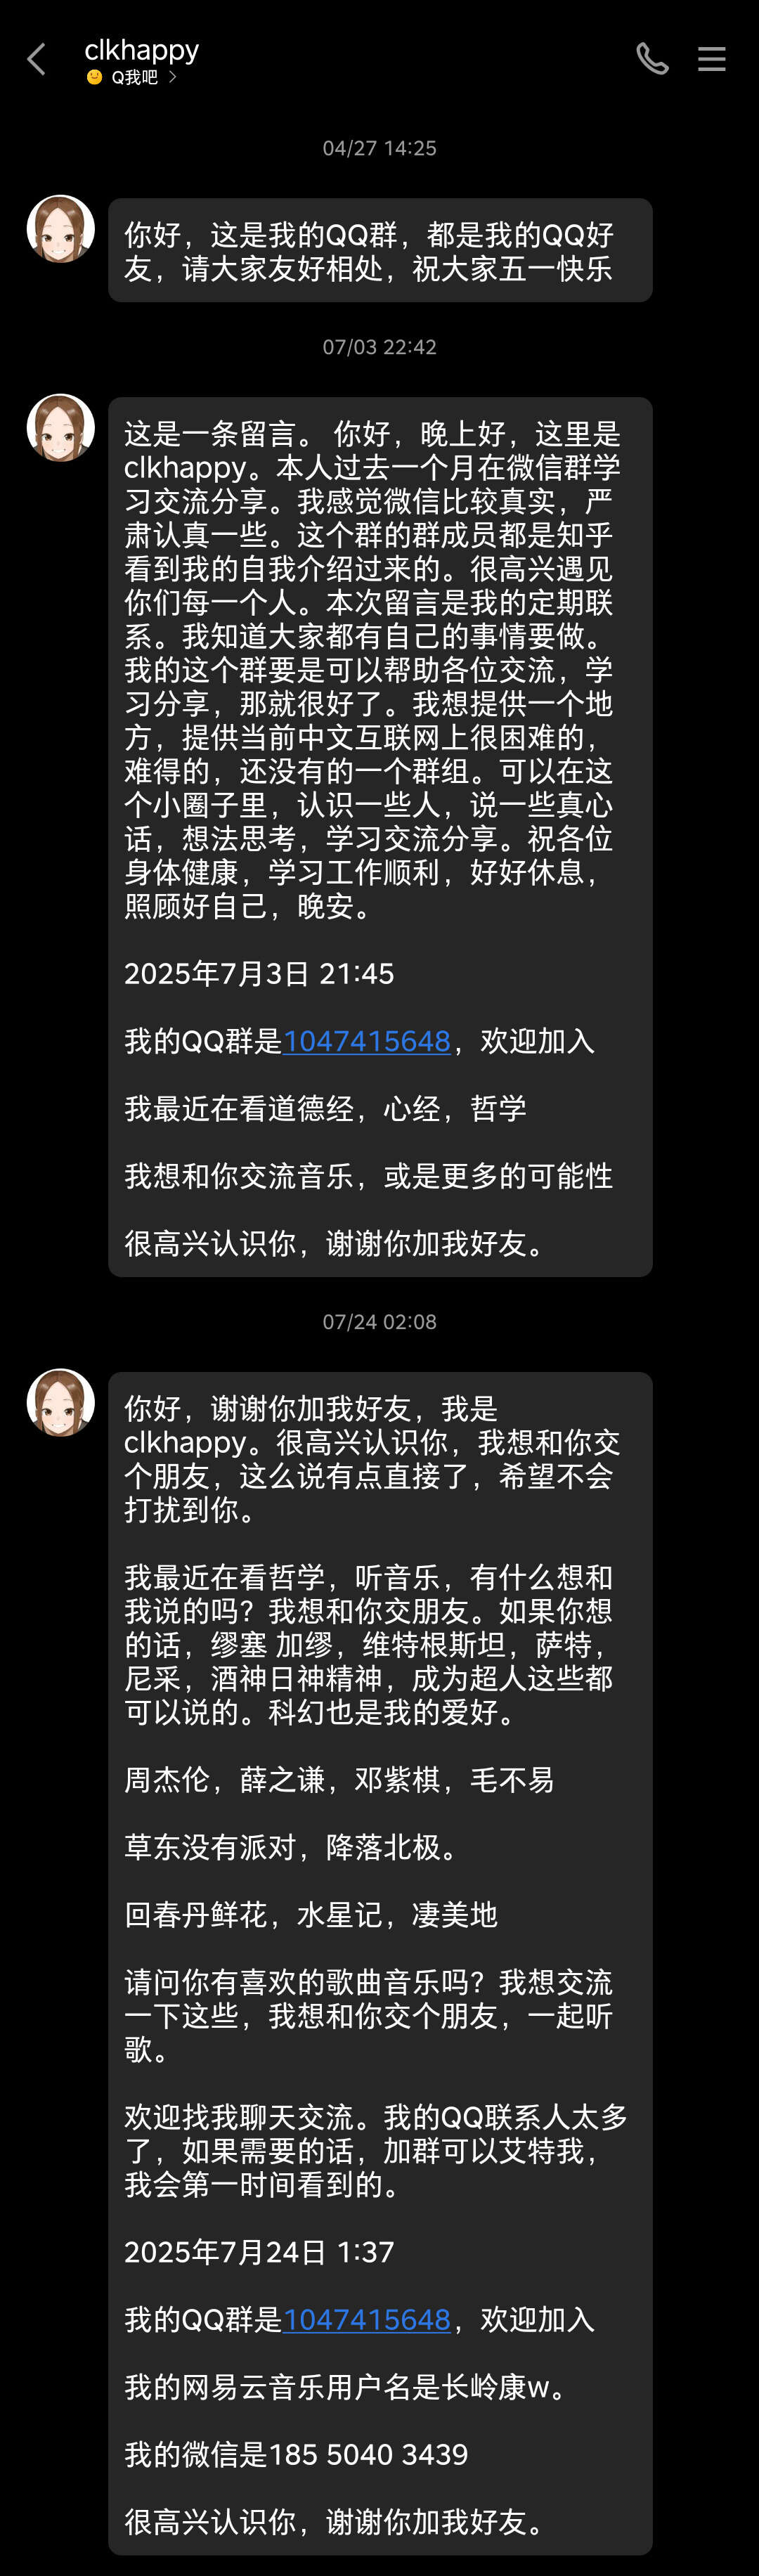 clkhappy
Q我吧 >
04/27 14:25
你好，这是我的QQ群，都是我的QQ好
友，请大家友好相处，祝大家五一快乐
07/03 22:42
这是一条留言。 你好，晚上好，这里是
clkhappy。本人过去一个月在微信群学
习交流分享。我感觉微信比较真实，严
肃认真一些。这个群的群成员都是知乎
看到我的自我介绍过来的。很高兴遇见
你们每一个人。本次留言是我的定期联
系。我知道大家都有自己的事情要做。
我的这个群要是可以帮助各位交流，学
习分享，那就很好了。我想提供一个地
方，提供当前中文互联网上很困难的，
难得的，还没有的一个群组。可以在这
个小圈子里，认识一些人，说一些真心
话，想法思考，学习交流分享。祝各位
身体健康，学习工作顺利，好好休息，
照顾好自己，晚安。
2025年7月3日 21:45
我的QQ群是1047415648，欢迎加入
我最近在看道德经，心经，哲学
我想和你交流音乐，或是更多的可能性
很高兴认识你，谢谢你加我好友。
07/24 02:08
你好，谢谢你加我好友，我是
clkhappy。很高兴认识你，我想和你交
个朋友，这么说有点直接了，希望不会
打扰到你。
我最近在看哲学，听音乐，有什么想和
我说的吗？我想和你交朋友。如果你想
的话，缪塞 加缪，维特根斯坦，萨特，
尼采，酒神日神精神，成为超人这些都
可以说的。科幻也是我的爱好。
周杰伦，薛之谦，邓紫棋，毛不易
草东没有派对，降落北极。
回春丹鲜花，水星记，凄美地
请问你有喜欢的歌曲音乐吗？我想交流
一下这些，我想和你交个朋友，一起听
歌。
欢迎找我聊天交流。我的QQ联系人太多
了，如果需要的话，加群可以艾特我，
我会第一时间看到的。
2025年7月24日 1:37
我的QQ群是1047415648，欢迎加入
我的网易云音乐用户名是长岭康w。
我的微信是185 5040 3439
很高兴认识你，谢谢你加我好友。